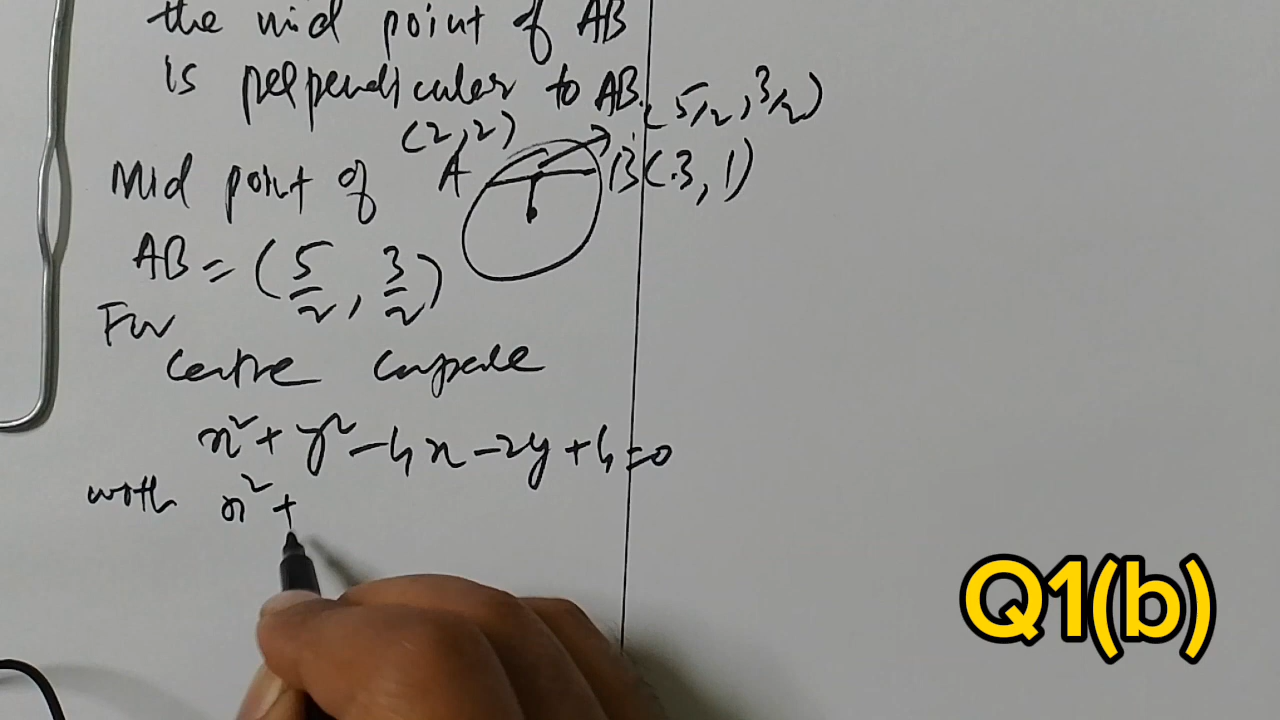 the mid point of AB
is perpendicular to AB.
(5/2, 3/2)
(2,2)
Mid point of A B(3, 1)
AB = (5/2, 3/2)
For
centre compare
x² + y² - 4x - 2y + 4 = 0
with x² +
Q1(b)